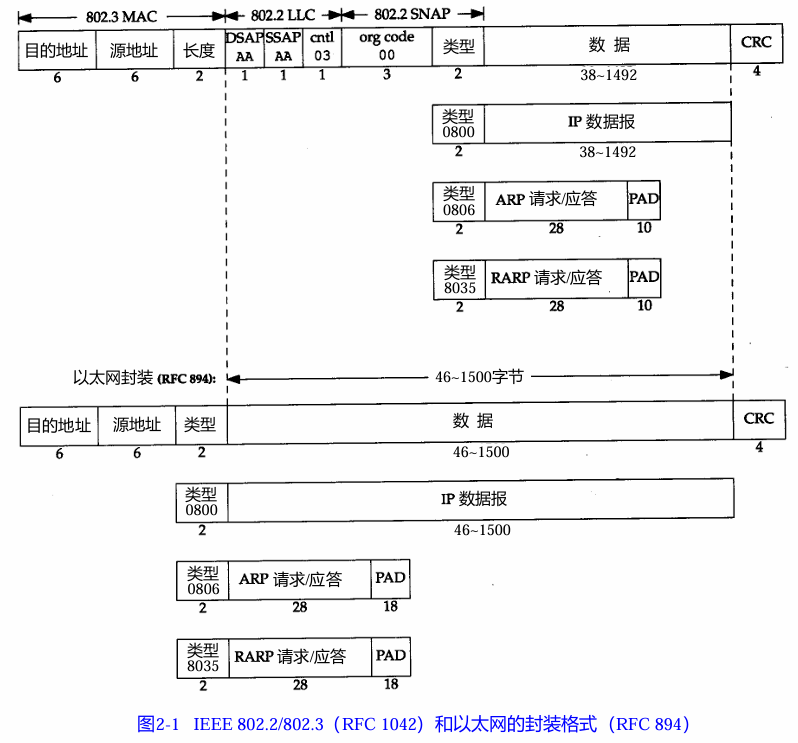 802.3 MAC 802.2 LLC 802.2 SNAP
目的地址 源地址 长度 DSAP AA SSAP AA cntl 03 org code 00 类型 数 据 CRC
6 6 2 1 1 1 3 2 38~1492 4
类型 0800 IP 数据报
2 38~1492
类型 0806 ARP 请求/应答 PAD
2 28 10
类型 8035 RARP 请求/应答 PAD
2 28 10
以太网封装 (RFC 894): 46~1500字节
目的地址 源地址 类型 数 据 CRC
6 6 2 46~1500 4
类型 0800 IP 数据报
2 46~1500
类型 0806 ARP 请求/应答 PAD
2 28 18
类型 8035 RARP 请求/应答 PAD
2 28 18
图2-1 IEEE 802.2/802.3（RFC 1042）和以太网的封装格式（RFC 894）